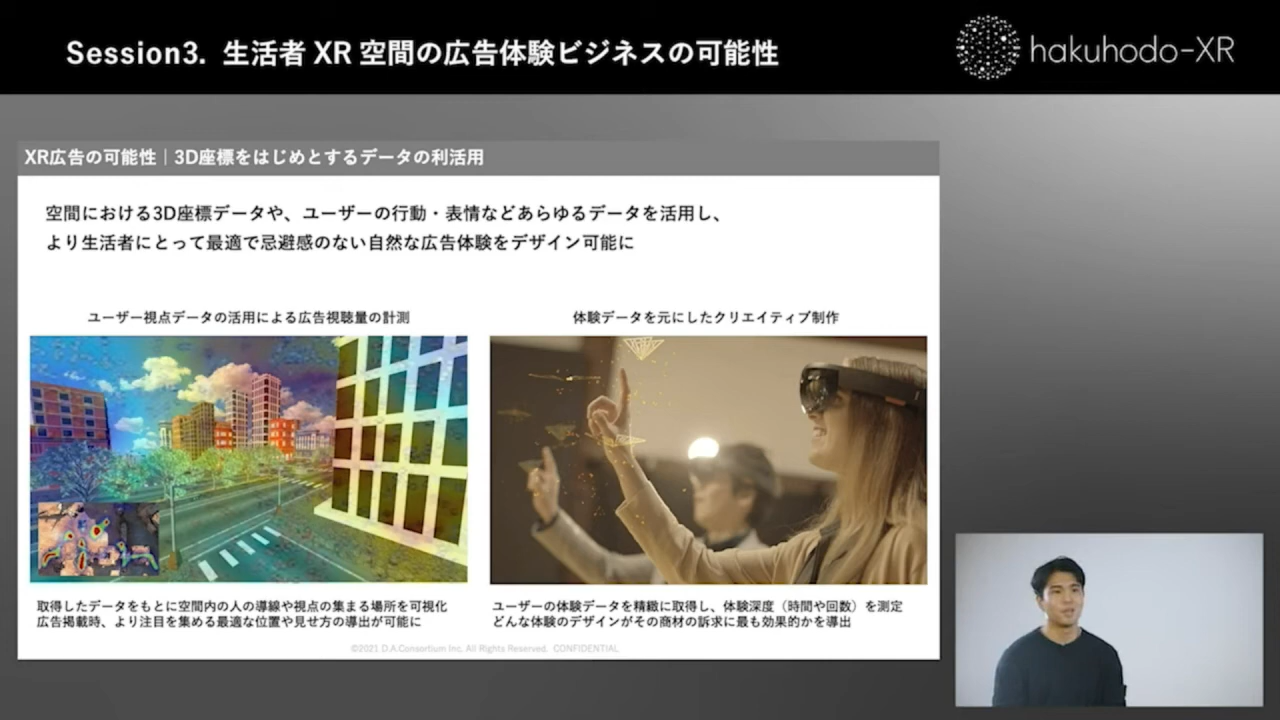 Session3. 生活者 XR 空間の広告体験ビジネスの可能性
hakuhodo-XR
XR広告の可能性｜3D座標をはじめとするデータの利活用
空間における3D座標データや、ユーザーの行動・表情などあらゆるデータを活用し、
より生活者にとって最適で忌避感のない自然な広告体験をデザイン可能に
ユーザー視点データの活用による広告視聴量の計測
体験データを元にしたクリエイティブ制作
取得したデータをもとに空間内の人の導線や視点の集まる場所を可視化
広告掲載時、より注目を集める最適な位置や見せ方の導出が可能に
ユーザーの体験データを精緻に取得し、体験深度（時間や回数）を測定
どんな体験のデザインがその商材の訴求に最も効果的かを導出
©2021 D.A.Consortium Inc. All Rights Reserved. CONFIDENTIAL